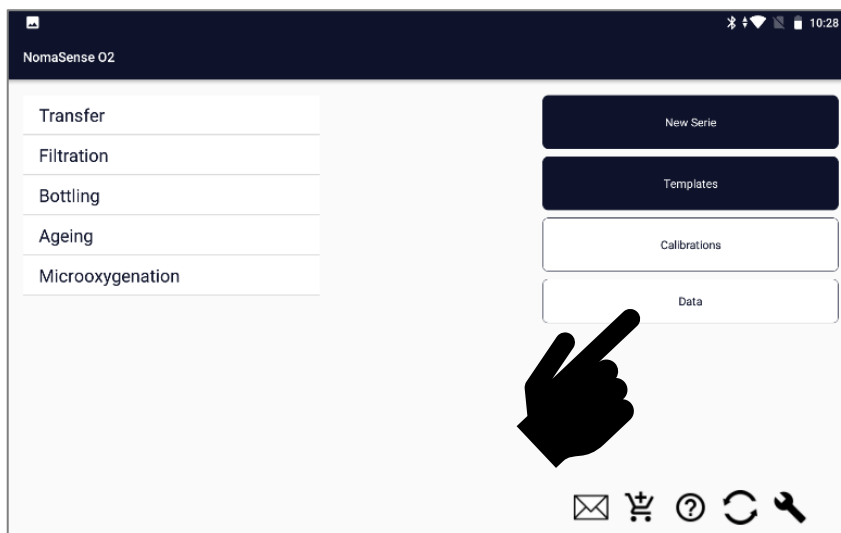 10:28
NomaSense O2
Transfer
Filtration
Bottling
Ageing
Microoxygenation
New Serie
Templates
Calibrations
Data